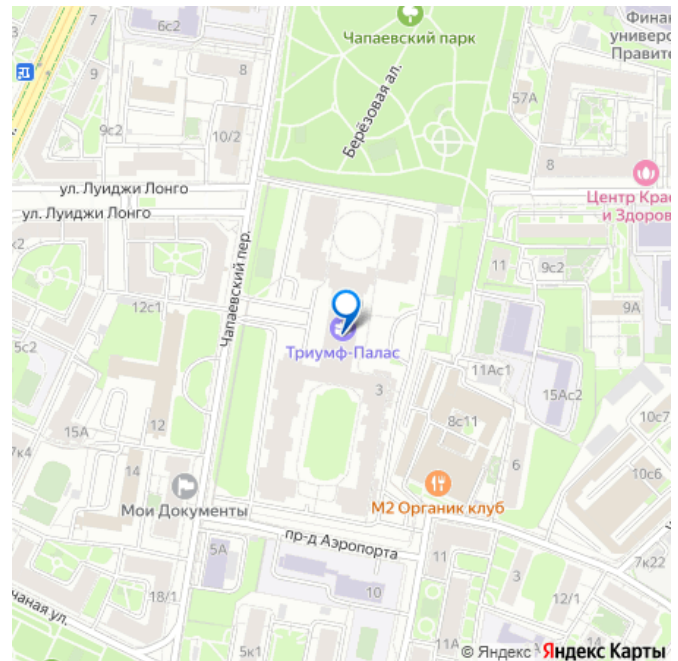 6с2
Чапаевский парк
Финан
универс
Правите
7
8
9
57А
Берёзовая ал.
9с2
10/2
8
ул. Луиджи Лонго
ул. Луиджи Лонго
Центр Крас
и Здоров
к2
Чапаевский пер.
11
9с2
12с1
9А
5с2
Триумф-Палас
11Ас1
3
15Ас2
8с11
10с7
15А
12
7к4
14
6
10с6
Мои Документы
М2 Органик клуб
пр-д Аэропорта
5А
11
7к22
3
10
12/1
чаная ул.
18/1
5к1
11А
14
© Яндекс Яндекс Карты